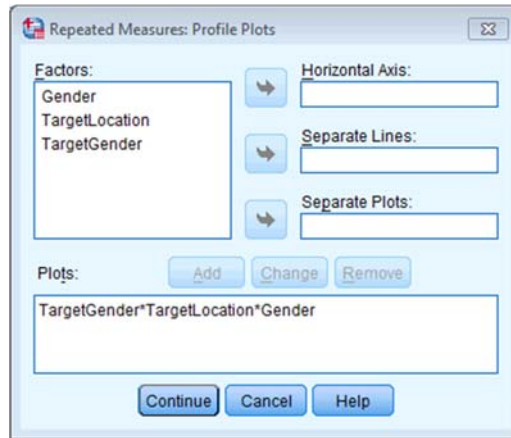 Repeated Measures: Profile Plots
Factors:
Gender
TargetLocation
TargetGender
Horizontal Axis:
Separate Lines:
Separate Plots:
Plots:
Add Change Remove
TargetGender*TargetLocation*Gender
Continue Cancel Help